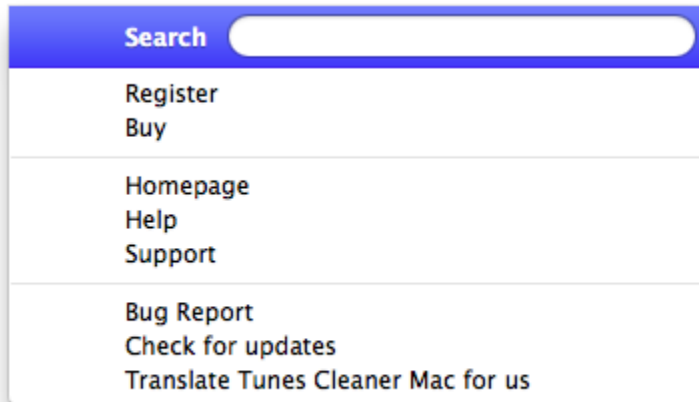 Search
Register
Buy
Homepage
Help
Support
Bug Report
Check for updates
Translate Tunes Cleaner Mac for us